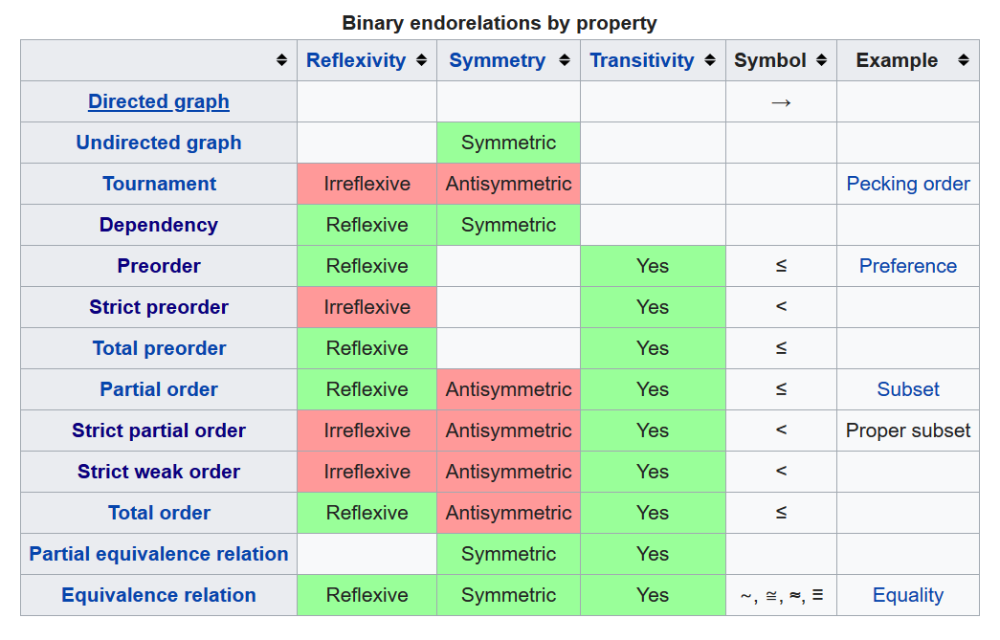 Binary endorelations by property
Reflexivity Symmetry Transitivity Symbol Example
Directed graph →
Undirected graph Symmetric
Tournament Irreflexive Antisymmetric Pecking order
Dependency Reflexive Symmetric
Preorder Reflexive Yes ≤ Preference
Strict preorder Irreflexive Yes <
Total preorder Reflexive Yes ≤
Partial order Reflexive Antisymmetric Yes ≤ Subset
Strict partial order Irreflexive Antisymmetric Yes < Proper subset
Strict weak order Irreflexive Antisymmetric Yes <
Total order Reflexive Antisymmetric Yes ≤
Partial equivalence relation Symmetric Yes
Equivalence relation Reflexive Symmetric Yes ~, ≅, ≈, ≡ Equality